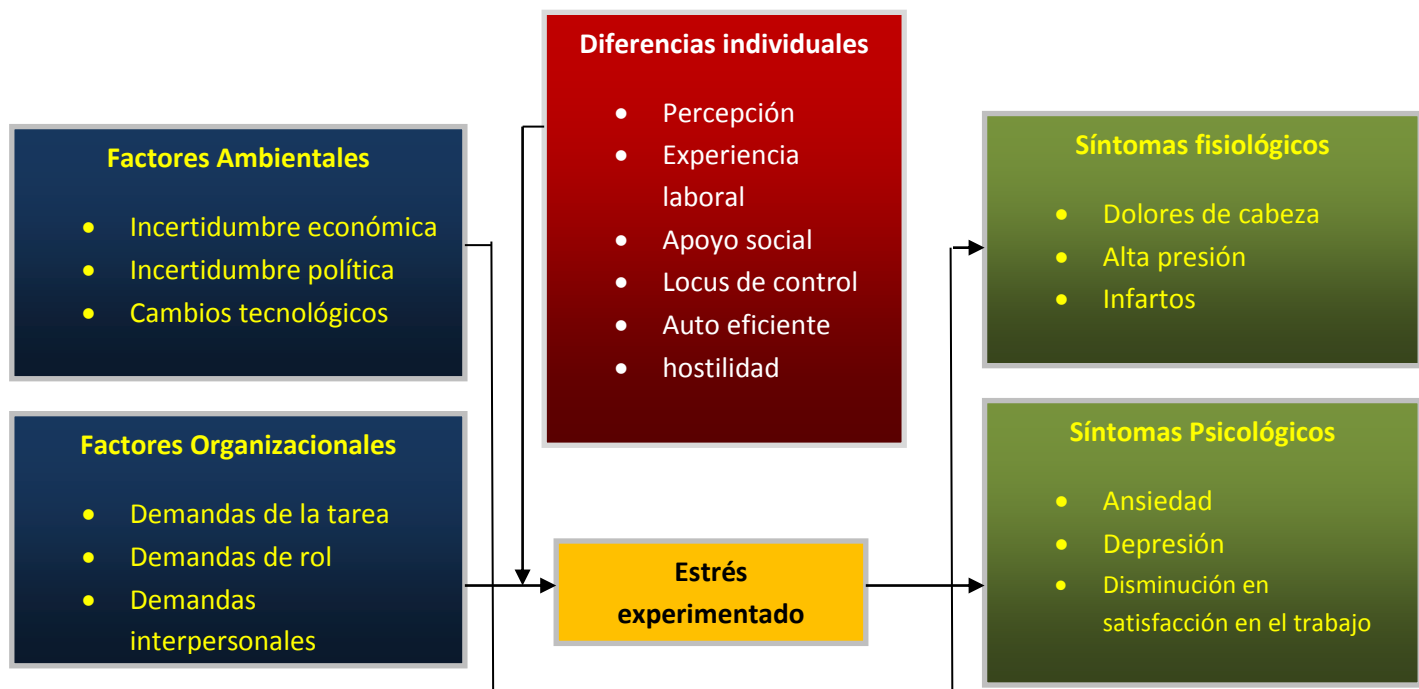 Factores Ambientales
• Incertidumbre económica
• Incertidumbre política
• Cambios tecnológicos
Factores Organizacionales
• Demandas de la tarea
• Demandas de rol
• Demandas
interpersonales
Diferencias individuales
• Percepción
• Experiencia
laboral
• Apoyo social
• Locus de control
• Auto eficiente
• hostilidad
Estrés
experimentado
Síntomas fisiológicos
• Dolores de cabeza
• Alta presión
• Infartos
Síntomas Psicológicos
• Ansiedad
• Depresión
• Disminución en
satisfacción en el trabajo